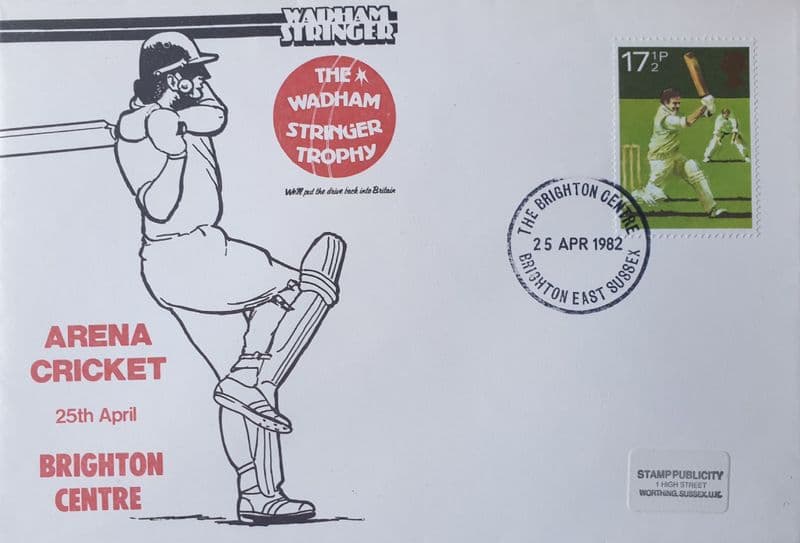 WADHAM
STRINGER
THE
WADHAM
STRINGER
TROPHY
We'll put the drive back into Britain
17½P
THE BRIGHTON CENTRE
25 APR 1982
BRIGHTON EAST SUSSEX
ARENA
CRICKET
25th April
BRIGHTON
CENTRE
STAMP PUBLICITY
1 HIGH STREET
WORTHING. SUSSEX. U.K.